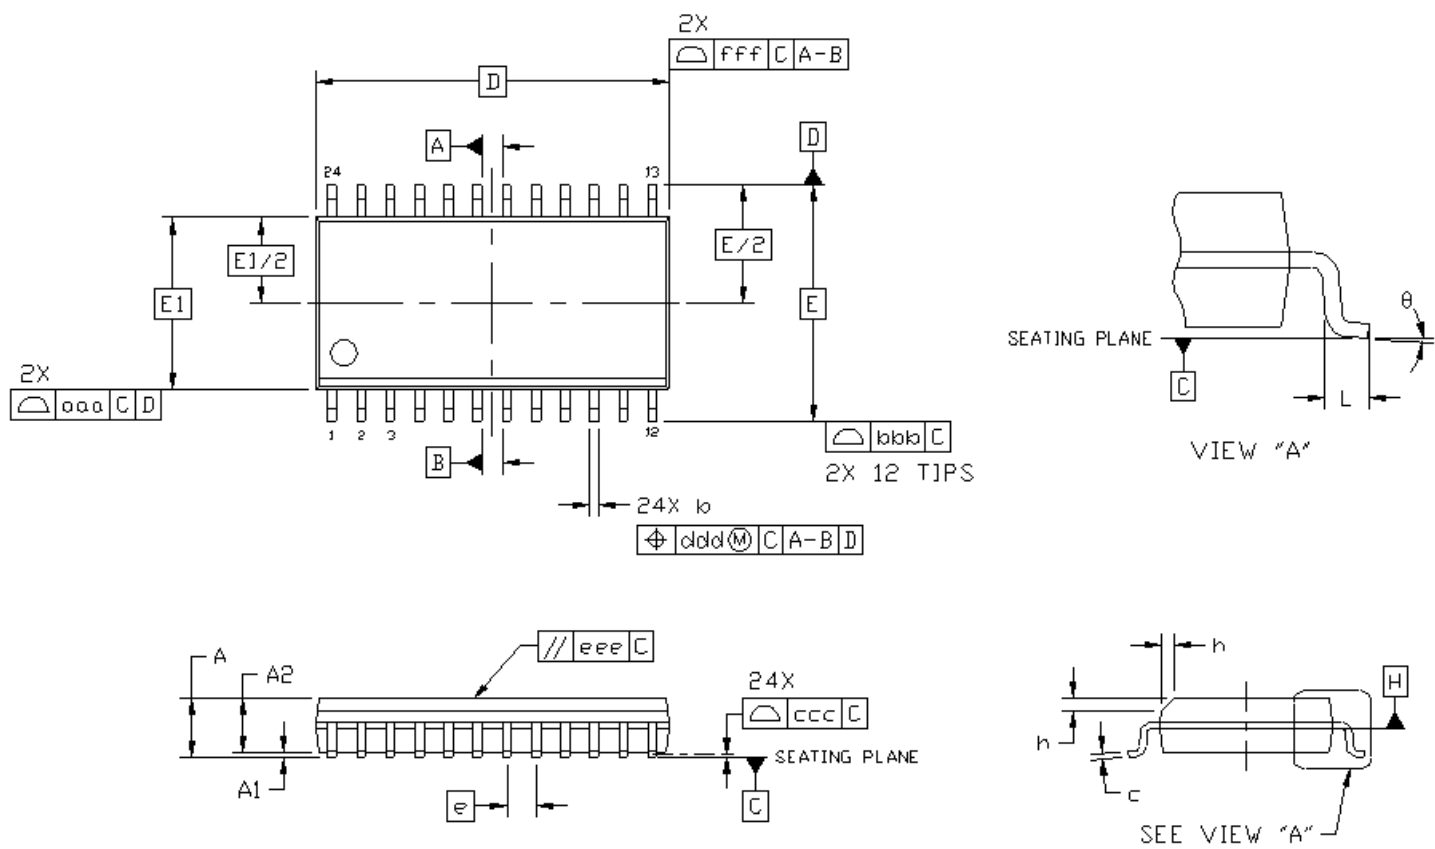 2X
⌓ fff C A-B
D
A
D
24
13
E1/2
E/2
E1
E
2X
⌓ aaa C D
1 2 3
12
⌓ bbb C
2X 12 TIPS
B
24X b
⌖ ddd Ⓜ C A-B D
θ
SEATING PLANE
C
L
VIEW "A"
// eee C
A
A2
A1
24X
⌓ ccc C
SEATING PLANE
C
e
h
H
h
c
SEE VIEW "A"